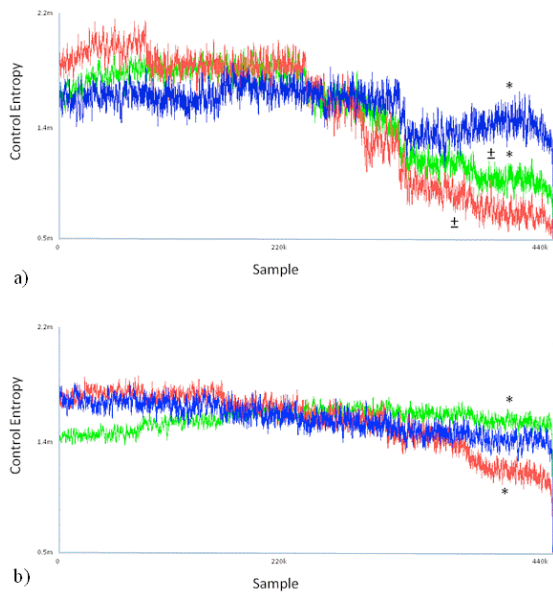 2.2m
*
Control Entropy
1.4m
± *
±
0.5m
0 220k 440k
Sample
a)
2.2m
*
Control Entropy
1.4m
*
0.5m
0 220k 440k
Sample
b)